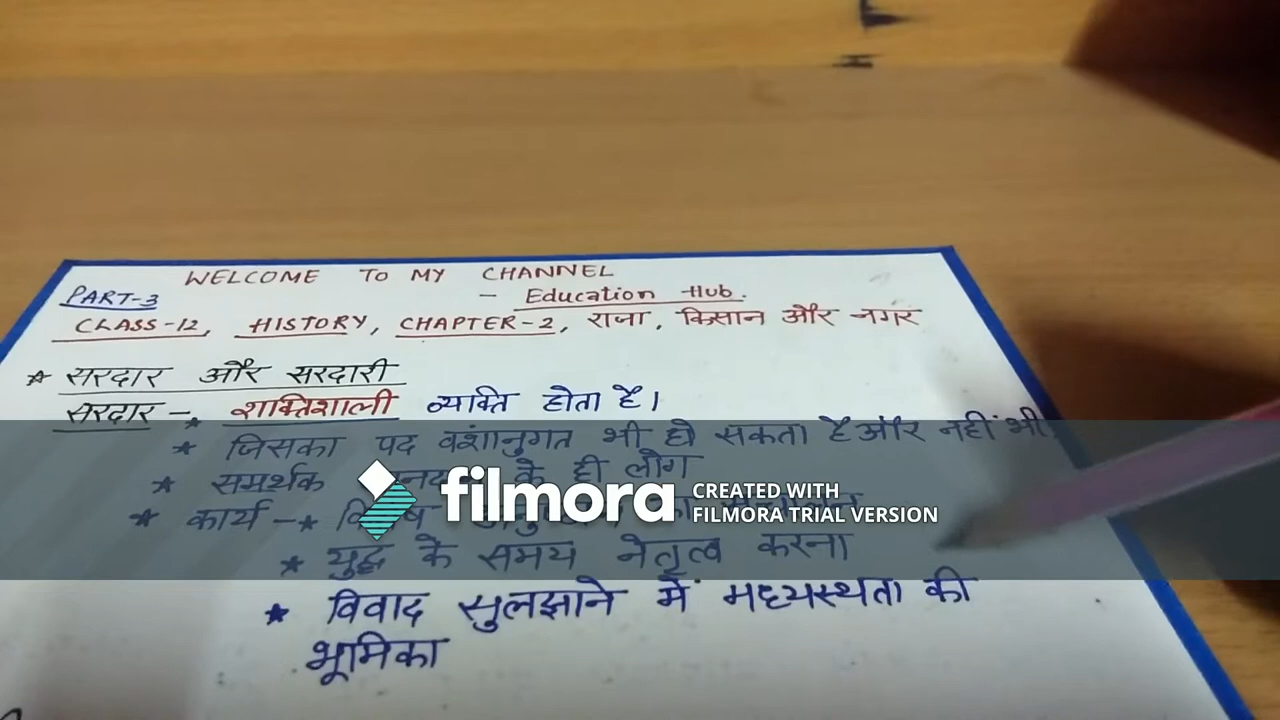 WELCOME TO MY CHANNEL
PART-3
- Education Hub.
CLASS-12, HISTORY, CHAPTER-2, राजा, किसान और नगर
* सरदार और सरदारी
सरदार - * शक्तिशाली व्यक्ति होता है।
* जिसका पद वंशानुगत भी हो सकता है और नहीं भी
* समर्थक के ही लोग
* कार्य - * का
* युद्ध के समय नेतृत्व करना
* विवाद सुलझाने में मध्यस्थता की
भूमिका
filmora
CREATED WITH
FILMORA TRIAL VERSION